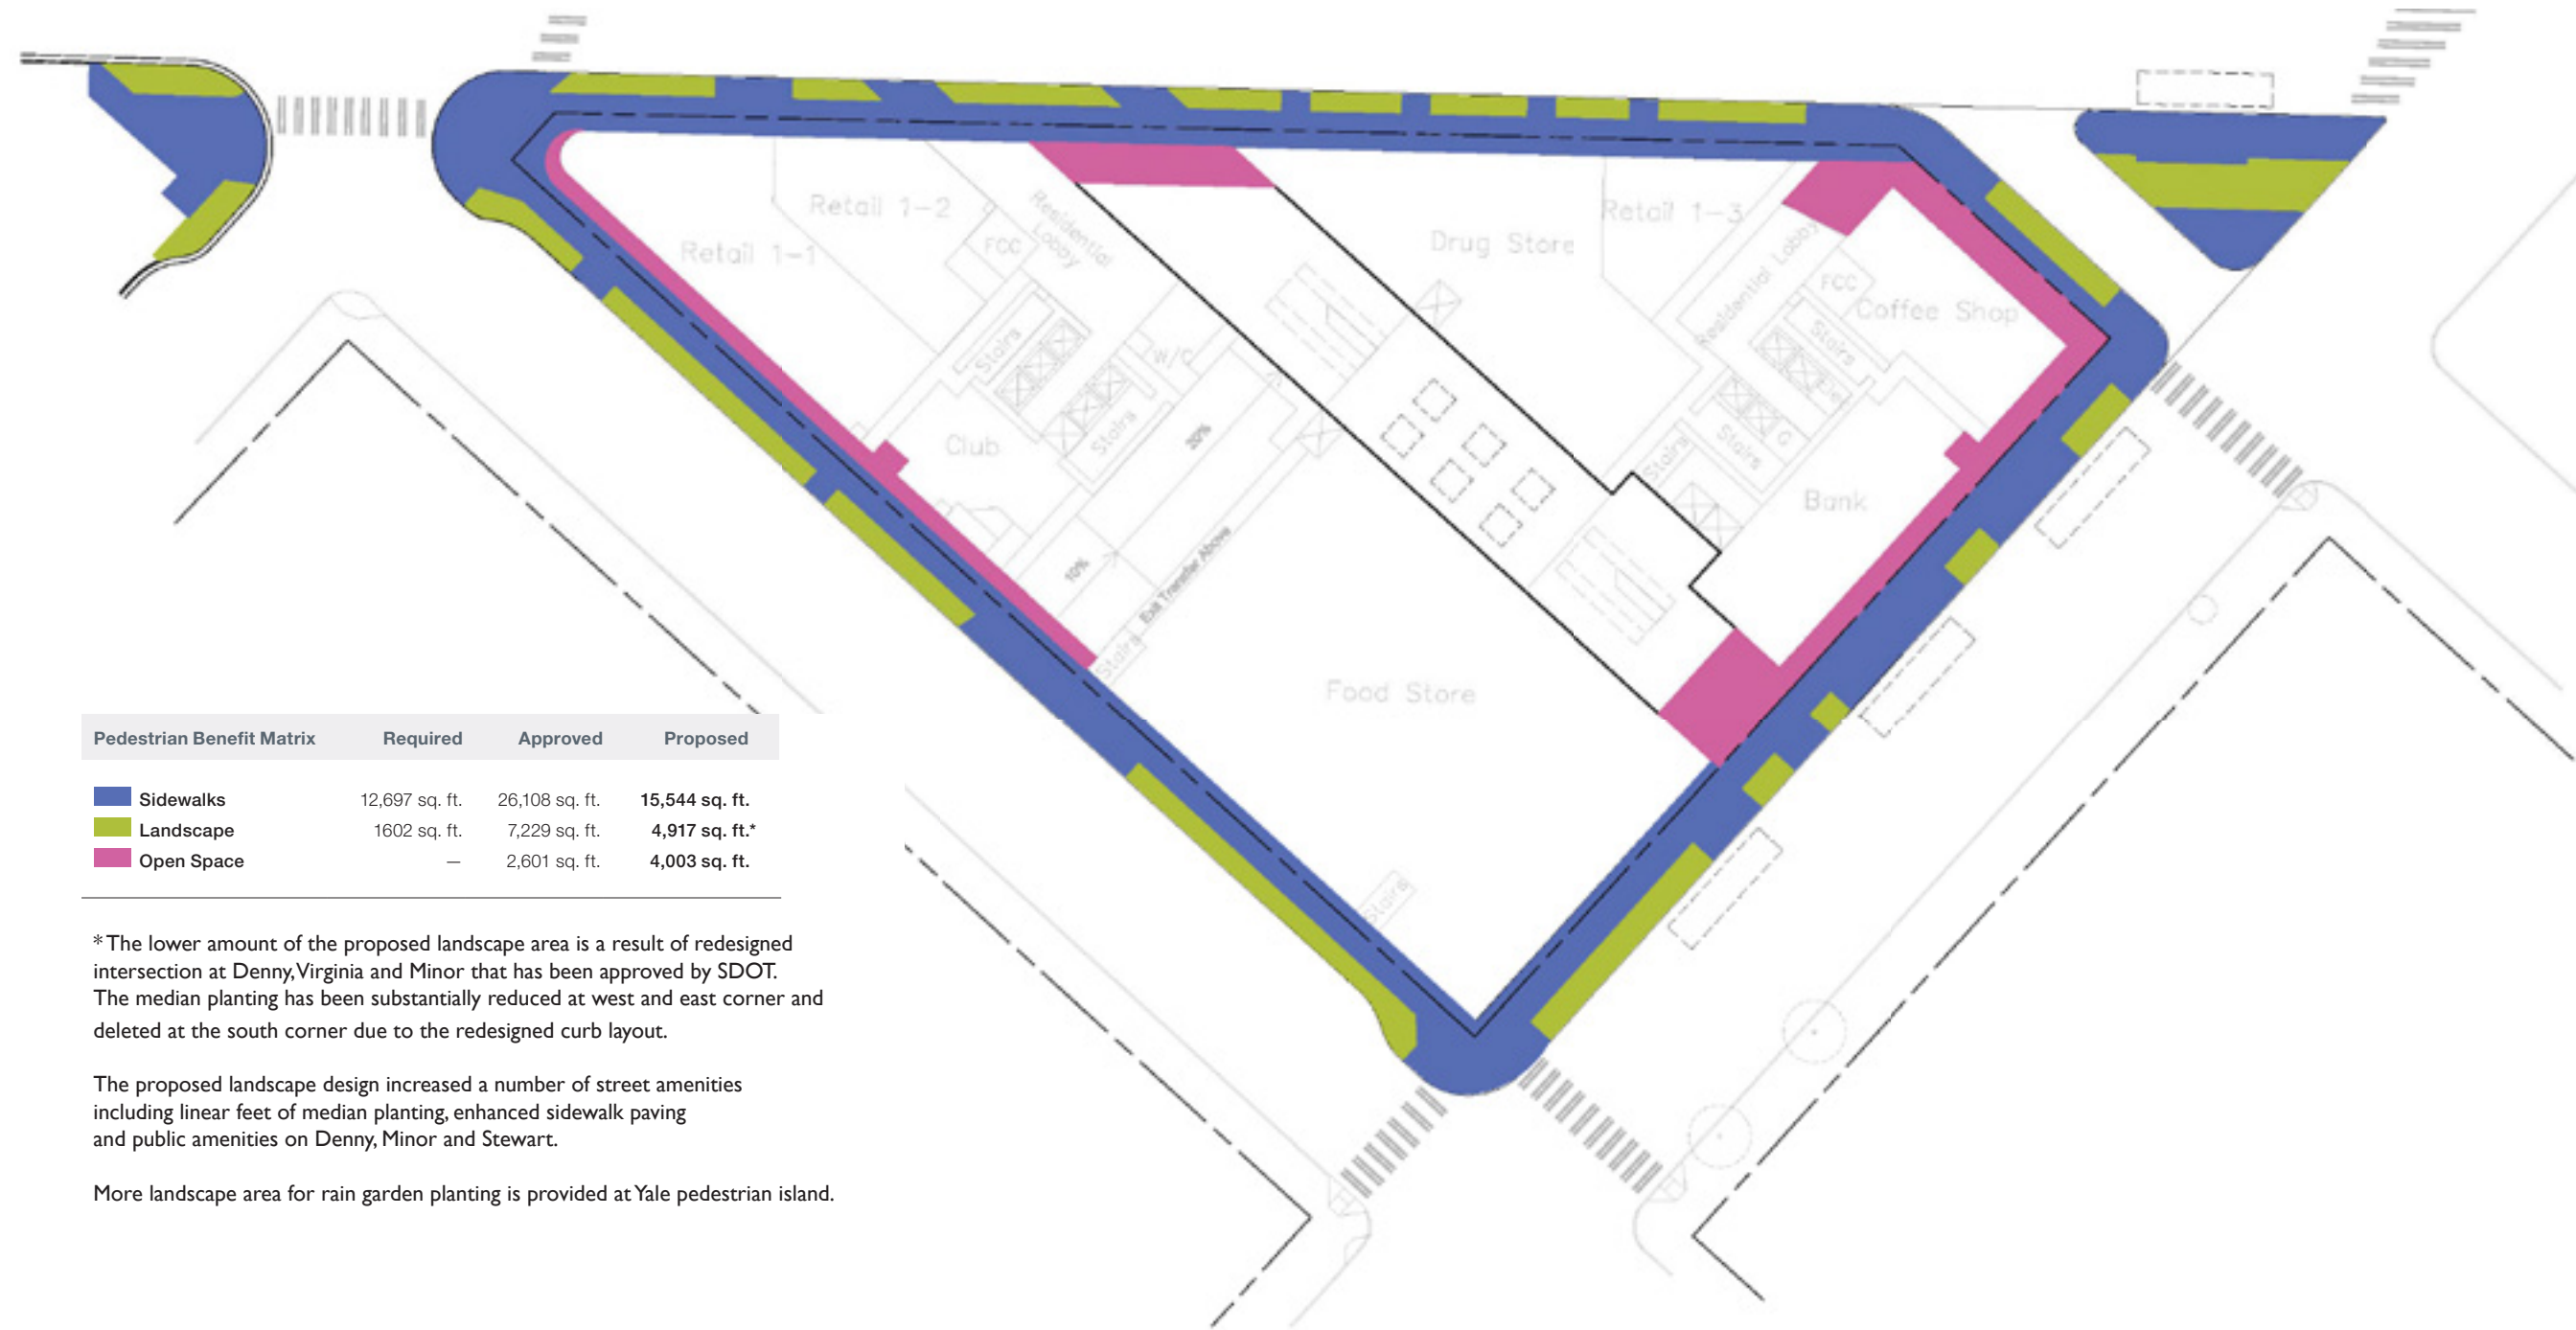 Retail 1-2
Retail 1-1
FCC
Residential
Lobby
Drug Store
Retail 1-3
Residential Lobby
FCC
Coffee Shop
Stairs
W/C
Stairs
Club
Stairs
20%
10%
Exit Transfer Above
Stairs
Stairs
G
Stairs
Bank
Food Store
Stairs
Pedestrian Benefit Matrix Required Approved Proposed
Sidewalks 12,697 sq. ft. 26,108 sq. ft. 15,544 sq. ft.
Landscape 1602 sq. ft. 7,229 sq. ft. 4,917 sq. ft.*
Open Space — 2,601 sq. ft. 4,003 sq. ft.
* The lower amount of the proposed landscape area is a result of redesigned
intersection at Denny, Virginia and Minor that has been approved by SDOT.
The median planting has been substantially reduced at west and east corner and
deleted at the south corner due to the redesigned curb layout.
The proposed landscape design increased a number of street amenities
including linear feet of median planting, enhanced sidewalk paving
and public amenities on Denny, Minor and Stewart.
More landscape area for rain garden planting is provided at Yale pedestrian island.